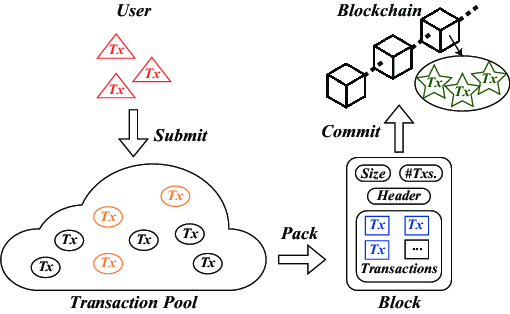 User
Blockchain
Tx
Tx
Tx
Tx
Tx
Tx
Submit
Commit
Size
#Txs.
Header
Tx
Tx
Tx
Tx
Tx
Tx
Tx
Tx
Tx
Tx
Tx
...
Pack
Transactions
Transaction Pool
Block